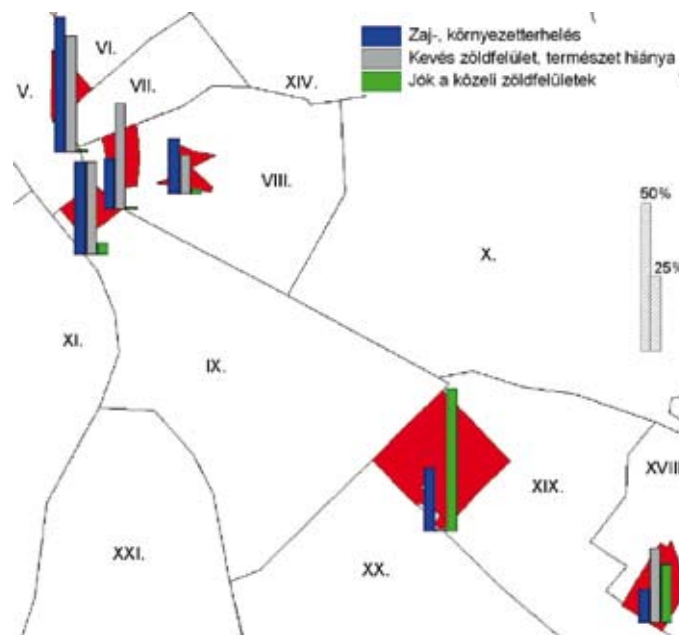 Zaj-, környezetterhelés
Kevés zöldfelület, természet hiánya
Jók a közeli zöldfelületek
VI.
V.
VII.
XIV.
VIII.
X.
50%
25%
XI.
IX.
XIX.
XVIII
XXI.
XX.